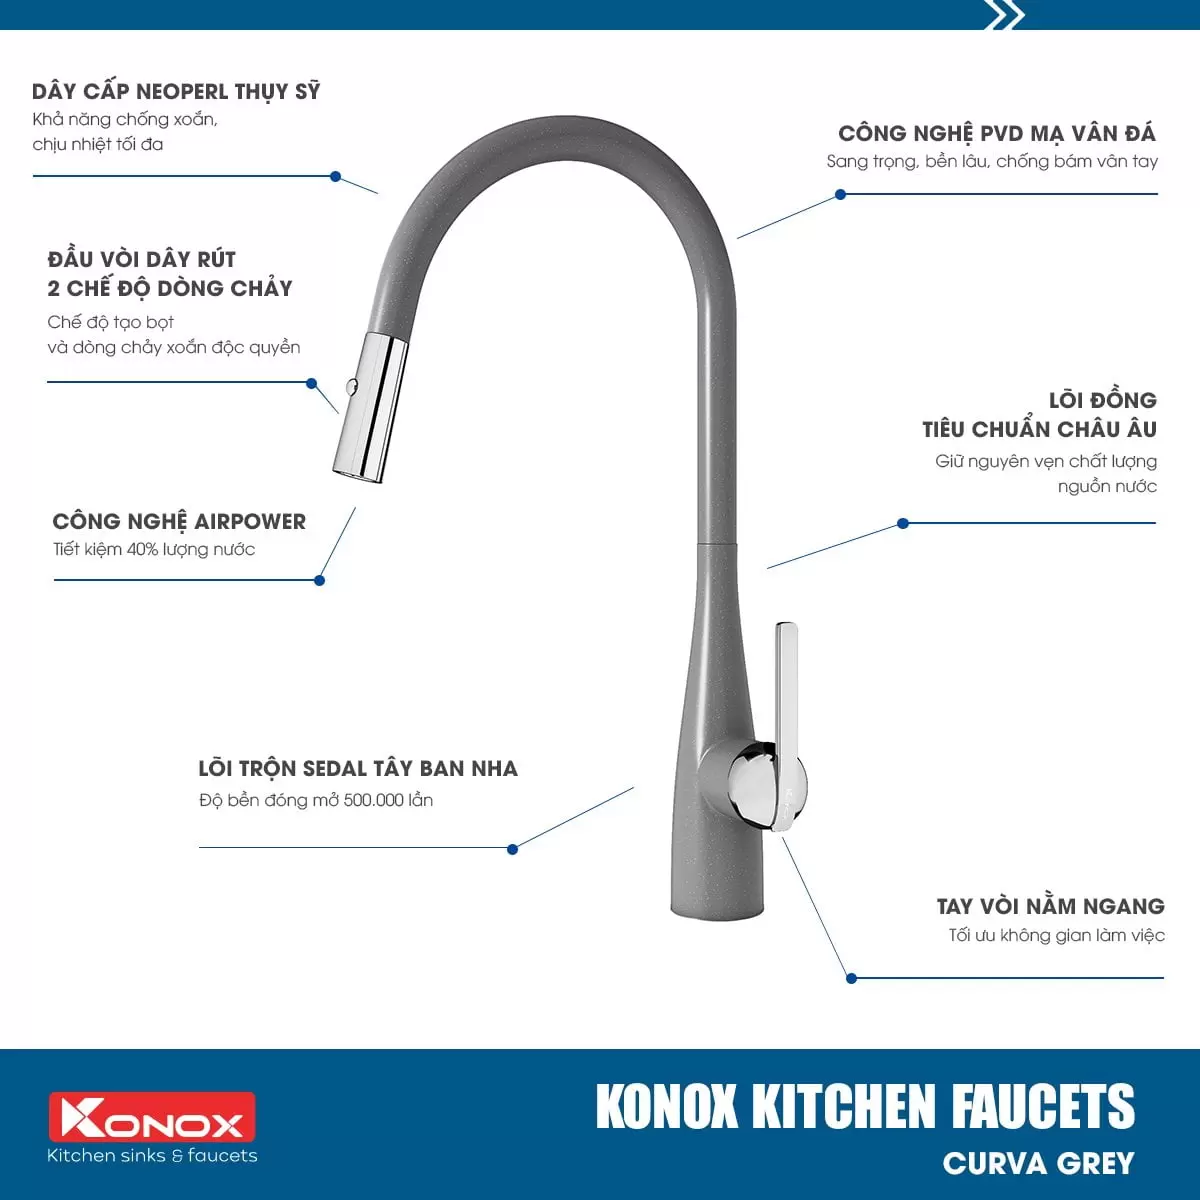 DÂY CẤP NEOPERL THỤY SỸ
Khả năng chống xoắn,
chịu nhiệt tối đa
CÔNG NGHỆ PVD MẠ VÂN ĐÁ
Sang trọng, bền lâu, chống bám vân tay
ĐẦU VÒI DÂY RÚT
2 CHẾ ĐỘ DÒNG CHẢY
Chế độ tạo bọt
và dòng chảy xoắn độc quyền
LÕI ĐỒNG
TIÊU CHUẨN CHÂU ÂU
Giữ nguyên vẹn chất lượng
nguồn nước
CÔNG NGHỆ AIRPOWER
Tiết kiệm 40% lượng nước
LÕI TRỘN SEDAL TÂY BAN NHA
Độ bền đóng mở 500.000 lần
TAY VÒI NẰM NGANG
Tối ưu không gian làm việc
KONOX
Kitchen sinks & faucets
KONOX KITCHEN FAUCETS
CURVA GREY